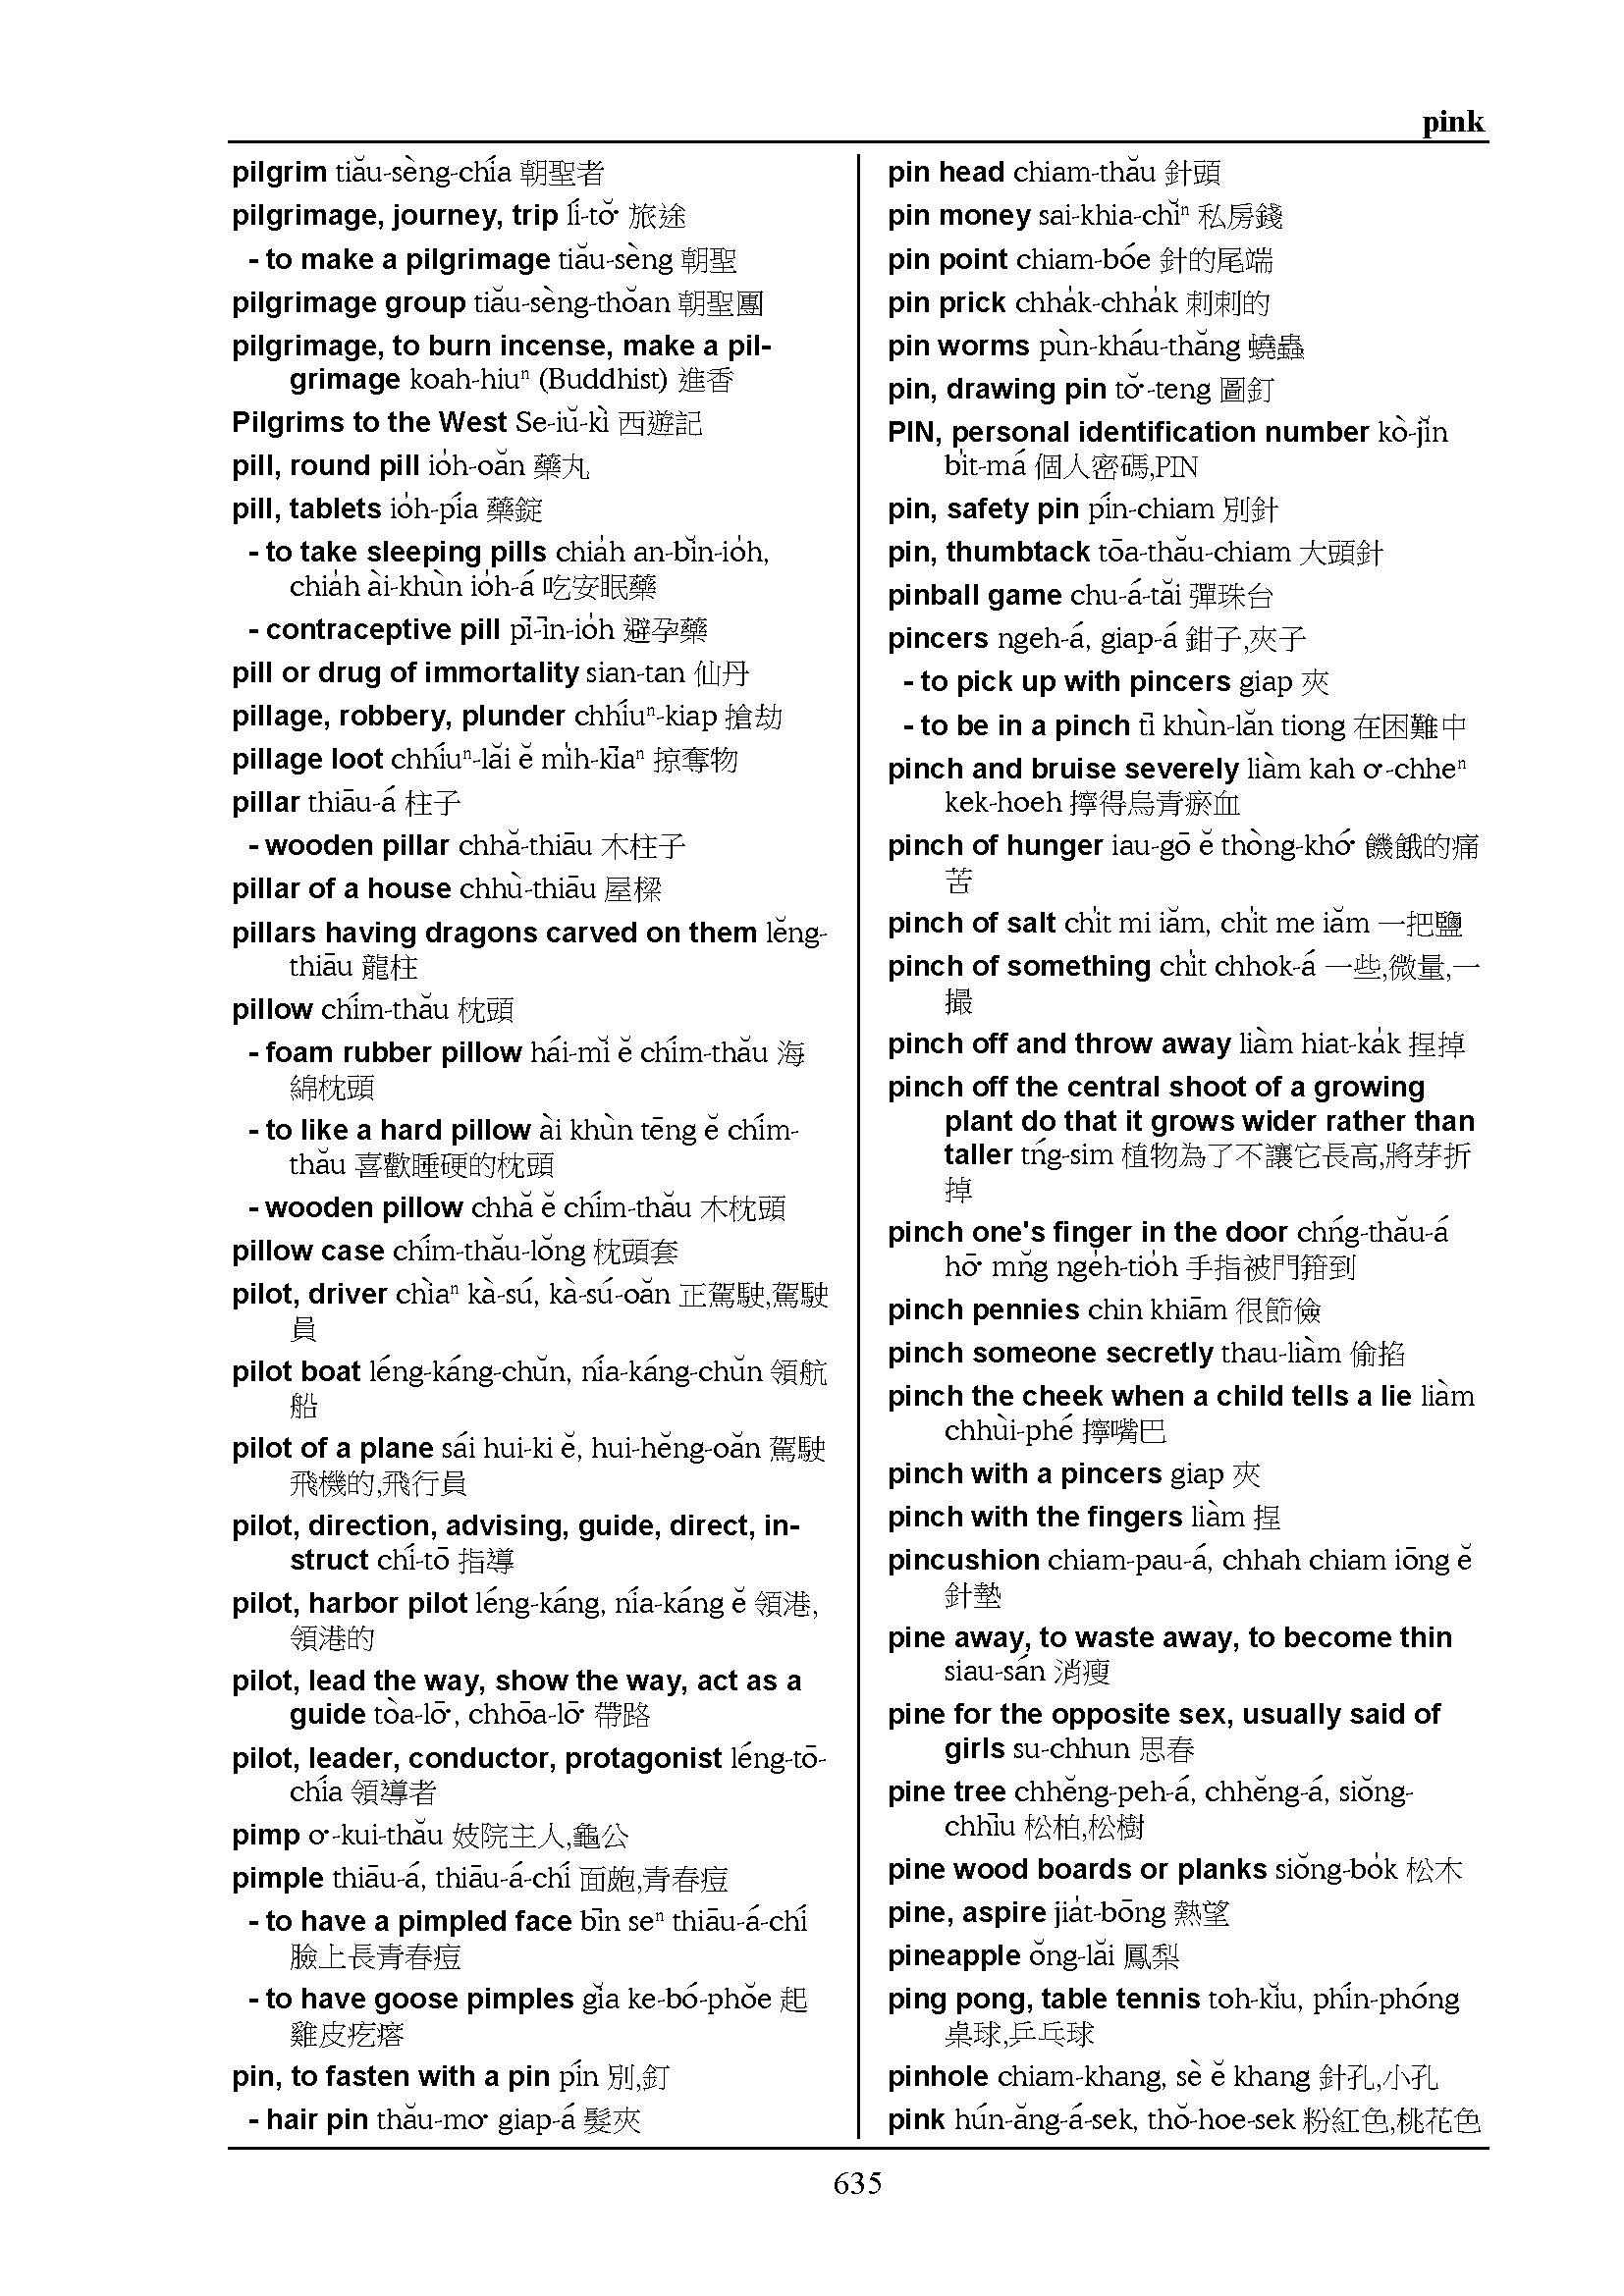 pink
pilgrim tiău-sèng-chía 朝聖者
pilgrimage, journey, trip lí-tŏ͘ 旅途
- to make a pilgrimage tiău-sèng 朝聖
pilgrimage group tiău-sèng-thŏan 朝聖團
pilgrimage, to burn incense, make a pil-
grimage koah-hiuⁿ (Buddhist) 進香
Pilgrims to the West Se-iŭ-kì 西遊記
pill, round pill io̍h-oăn 藥丸
pill, tablets io̍h-pía 藥錠
- to take sleeping pills chia̍h an-bĭn-io̍h,
chia̍h ài-khùn io̍h-á 吃安眠藥
- contraceptive pill pī-īn-io̍h 避孕藥
pill or drug of immortality sian-tan 仙丹
pillage, robbery, plunder chhíuⁿ-kiap 搶劫
pillage loot chhíuⁿ-lăi ĕ mi̍h-kīaⁿ 掠奪物
pillar thiāu-á 柱子
- wooden pillar chhă-thiāu 木柱子
pillar of a house chhù-thiāu 屋樑
pillars having dragons carved on them lĕng-
thiāu 龍柱
pillow chím-thău 枕頭
- foam rubber pillow hái-mĭ ĕ chím-thău 海
綿枕頭
- to like a hard pillow ài khùn tēng ĕ chím-
thău 喜歡睡硬的枕頭
- wooden pillow chhă ĕ chím-thău 木枕頭
pillow case chím-thău-lŏng 枕頭套
pilot, driver chìaⁿ kà-sú, kà-sú-oăn 正駕駛,駕駛
員
pilot boat léng-káng-chŭn, nía-káng-chŭn 領航
船
pilot of a plane sái hui-ki ĕ, hui-hĕng-oăn 駕駛
飛機的,飛行員
pilot, direction, advising, guide, direct, in-
struct chí-tō 指導
pilot, harbor pilot léng-káng, nía-káng ĕ 領港,
領港的
pilot, lead the way, show the way, act as a
guide tòa-lō͘, chhōa-lō͘ 帶路
pilot, leader, conductor, protagonist léng-tō-
chía 領導者
pimp o͘-kui-thău 妓院主人,龜公
pimple thiāu-á, thiāu-á-chí 面皰,青春痘
- to have a pimpled face bīn seⁿ thiāu-á-chí
臉上長青春痘
- to have goose pimples gĭa ke-bó-phŏe 起
雞皮疙瘩
pin, to fasten with a pin pín 別,釘
- hair pin thău-mo͘ giap-á 髮夾
pin head chiam-thău 針頭
pin money sai-khia-chĭⁿ 私房錢
pin point chiam-bóe 針的尾端
pin prick chha̍k-chha̍k 刺刺的
pin worms pùn-kháu-thăng 蟯蟲
pin, drawing pin tŏ͘-teng 圖釘
PIN, personal identification number kò-jĭn
bi̍t-má 個人密碼,PIN
pin, safety pin pín-chiam 別針
pin, thumbtack tōa-thău-chiam 大頭針
pinball game chu-á-tăi 彈珠台
pincers ngeh-á, giap-á 鉗子,夾子
- to pick up with pincers giap 夾
- to be in a pinch tī khùn-lăn tiong 在困難中
pinch and bruise severely liàm kah o͘-chheⁿ
kek-hoeh 擰得烏青瘀血
pinch of hunger iau-gō ĕ thòng-khó͘ 饑餓的痛
苦
pinch of salt chi̍t mi iăm, chi̍t me iăm 一把鹽
pinch of something chi̍t chhok-á 一些,微量,一
撮
pinch off and throw away liàm hiat-ka̍k 捏掉
pinch off the central shoot of a growing
plant do that it grows wider rather than
taller tńg-sim 植物為了不讓它長高,將芽折
掉
pinch one's finger in the door chńg-thău-á
hō͘ mn̆g nge̍h-tio̍h 手指被門箝到
pinch pennies chin khiām 很節儉
pinch someone secretly thau-liàm 偷掐
pinch the cheek when a child tells a lie liàm
chhùi-phé 擰嘴巴
pinch with a pincers giap 夾
pinch with the fingers liàm 捏
pincushion chiam-pau-á, chhah chiam iōng ĕ
針墊
pine away, to waste away, to become thin
siau-sán 消瘦
pine for the opposite sex, usually said of
girls su-chhun 思春
pine tree chhĕng-peh-á, chhĕng-á, siŏng-
chhīu 松柏,松樹
pine wood boards or planks siŏng-bo̍k 松木
pine, aspire jia̍t-bōng 熱望
pineapple ŏng-lăi 鳳梨
ping pong, table tennis toh-kĭu, phín-phóng
桌球,乒乓球
pinhole chiam-khang, sè ĕ khang 針孔,小孔
pink hún-ăng-á-sek, thŏ-hoe-sek 粉紅色,桃花色
635